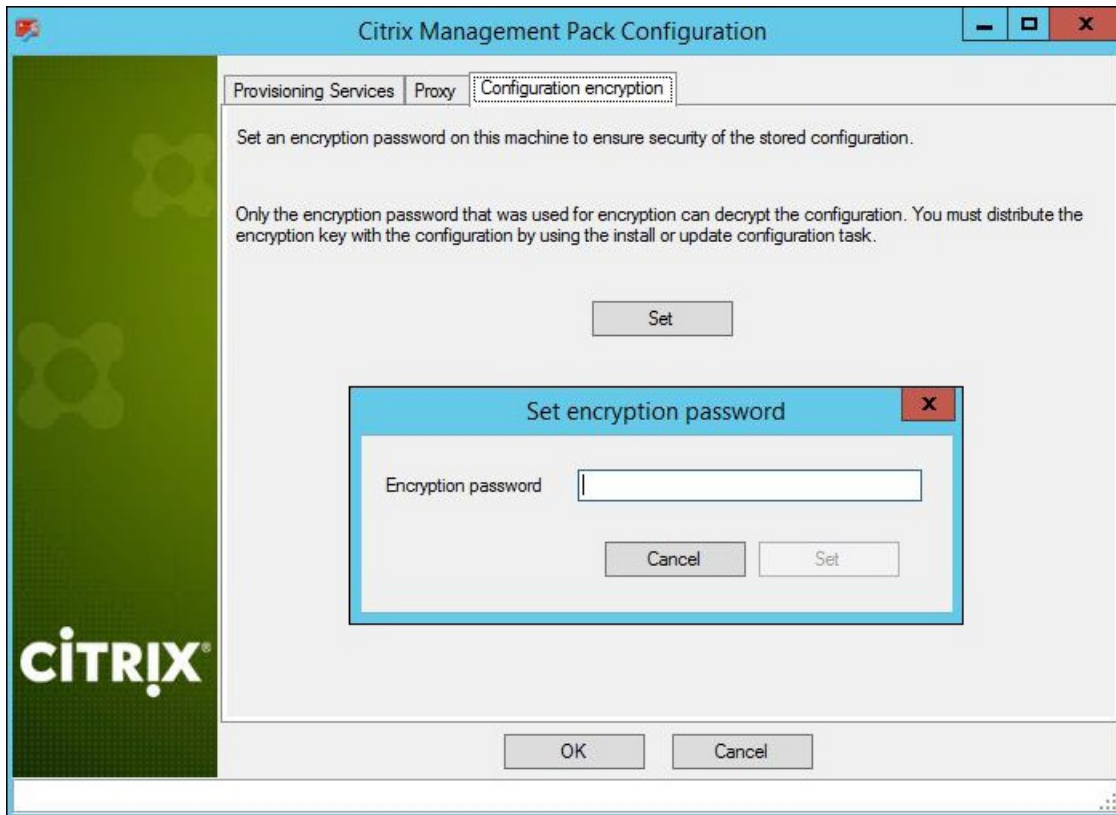 Citrix Management Pack Configuration
Provisioning Services
Proxy
Configuration encryption
Set an encryption password on this machine to ensure security of the stored configuration.
Only the encryption password that was used for encryption can decrypt the configuration. You must distribute the
encryption key with the configuration by using the install or update configuration task.
Set
Set encryption password
Encryption password
Cancel
Set
CİTRIX®
OK
Cancel